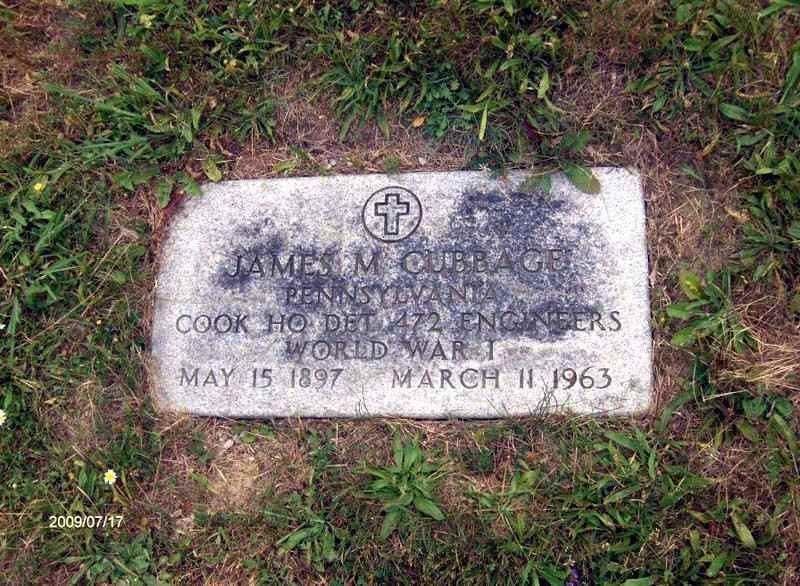 JAMES M CUBBAGE
PENNSYLVANIA
COOK HQ DET 472 ENGINEERS
WORLD WAR I
MAY 15 1897 MARCH 11 1963
2009/07/17